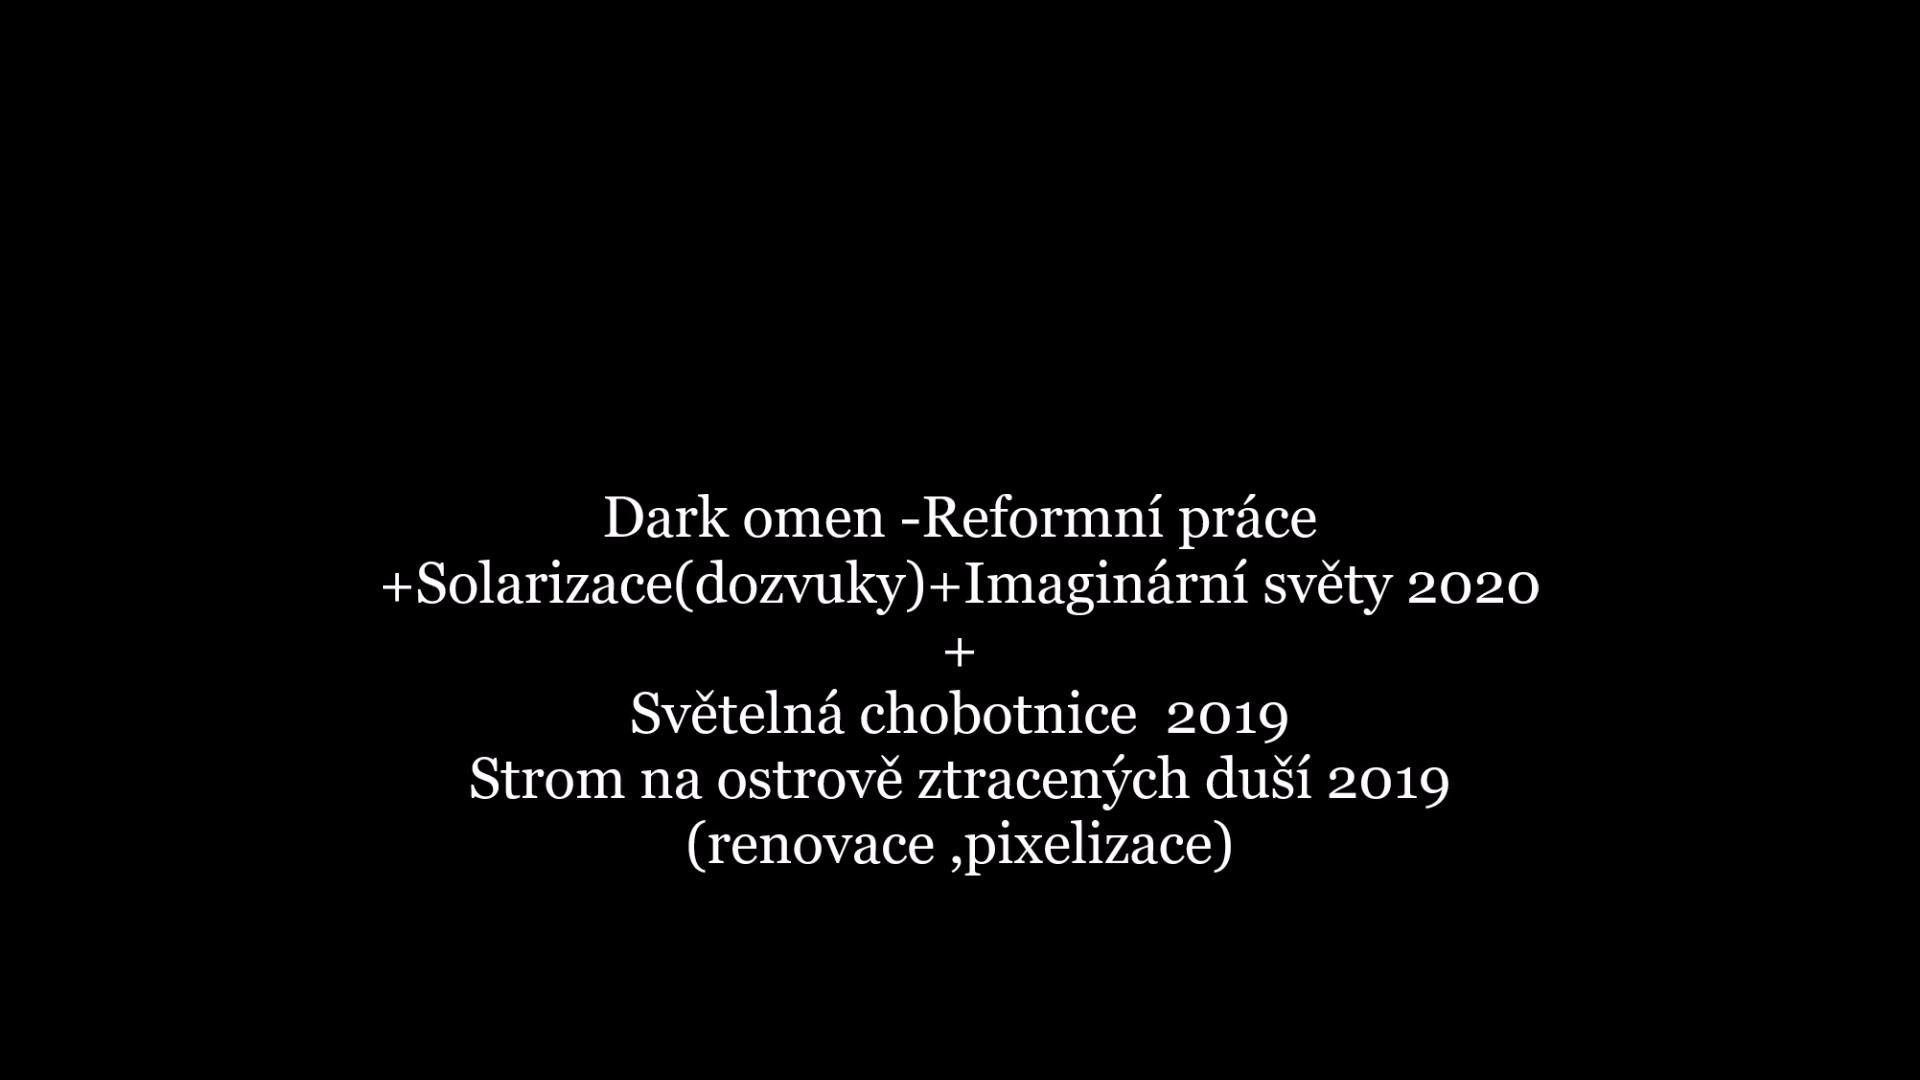 Dark omen -Reformní práce
+Solarizace(dozvuky)+Imaginární světy 2020
+
Světelná chobotnice  2019
Strom na ostrově ztracených duší 2019
(renovace ,pixelizace)